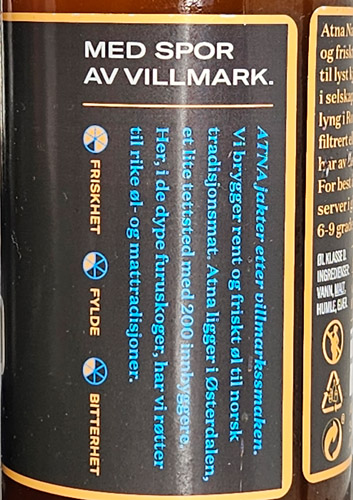 MED SPOR
AV VILLMARK.
ATNA jakter etter villmarkssmaken.
Vi brygger rent og friskt øl til norsk
tradisjonsmat. Atna ligger i Østerdalen,
et lite tettsted med 200 innbyggere.
Her, i de dype furuskoger, har vi røtter
til rike øl- og mattradisjoner.
FRISKHET
FYLDE
BITTERHET
Atna
og
til lyst
i selskap
lyng i
filtrert
har av
For best
server
6-9
ØL KLASSE D.
INGREDIENSER
VANN, MALT,
HUMLE, GJÆR.